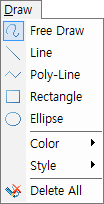 Draw
Free Draw
Line
Poly-Line
Rectangle
Ellipse
Color
Style
Delete All